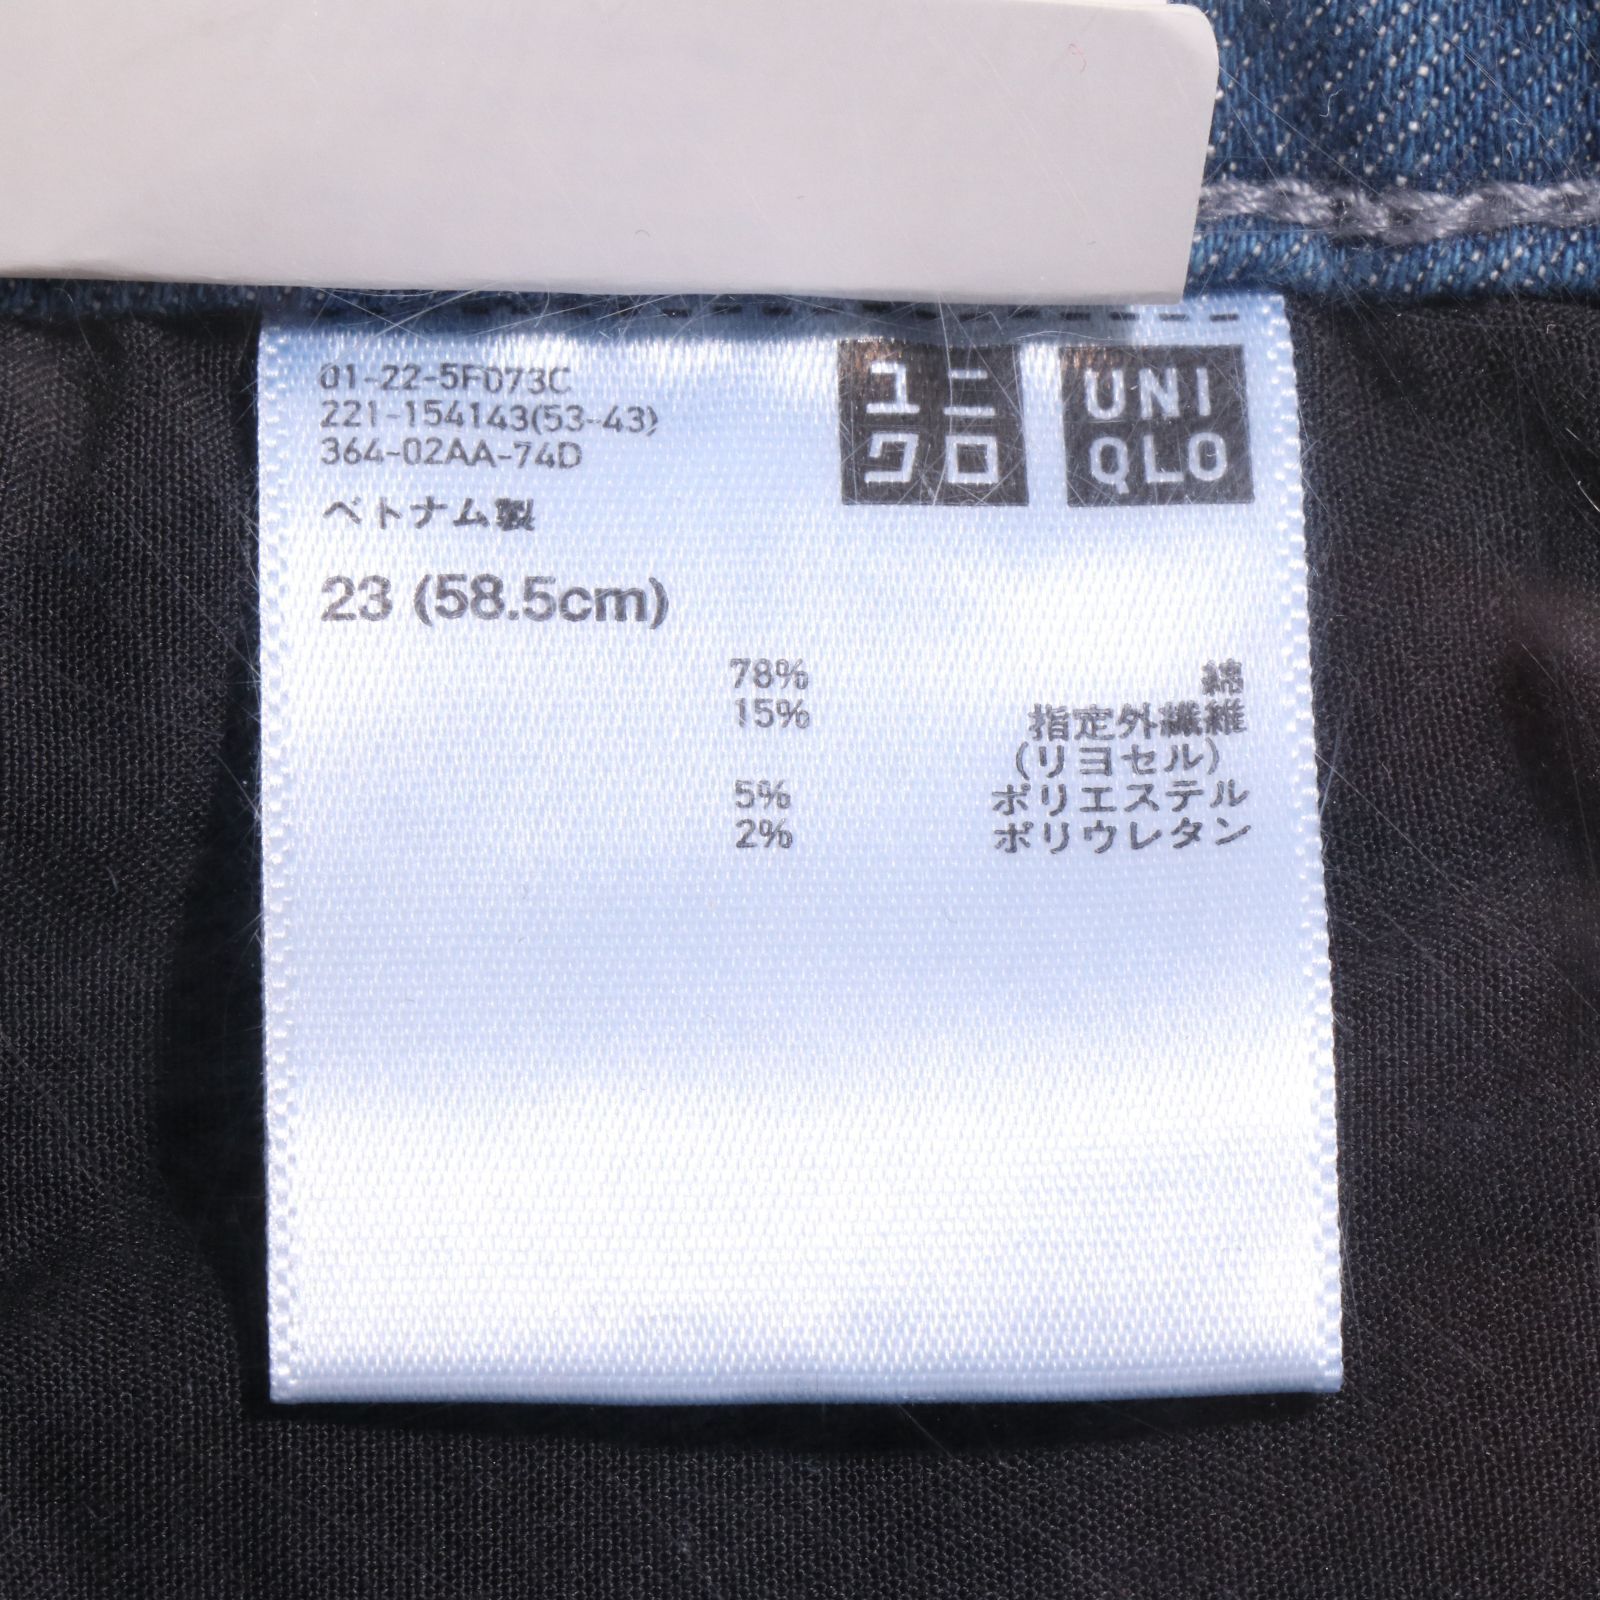 01-22-5F073C
221-154143(53-43)
364-02AA-74D
ベトナム製
ユニ
クロ
UNI
QLO
23 (58.5cm)
78% 綿
15% 指定外繊維
(リヨセル)
5% ポリエステル
2% ポリウレタン